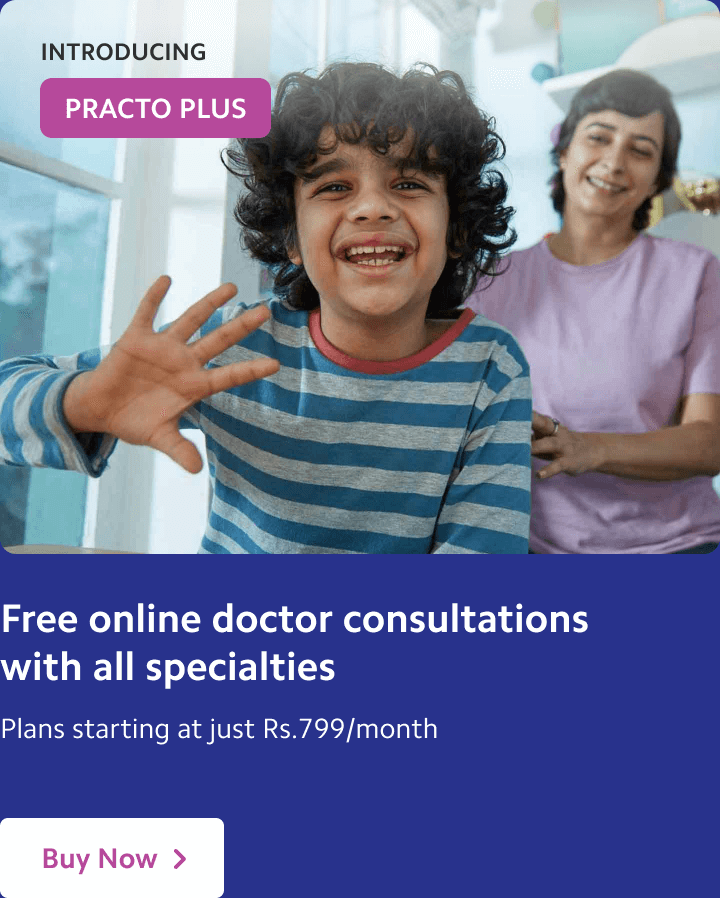 INTRODUCING
PRACTO PLUS
Free online doctor consultations
with all specialties
Plans starting at just Rs.799/month
Buy Now